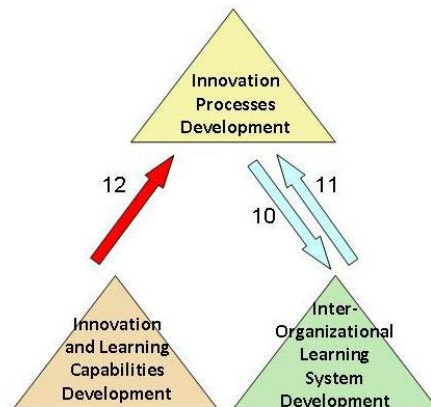 Innovation
Processes
Development
12
11
10
Innovation
and Learning
Capabilities
Development
Inter-
Organizational
Learning
System
Development